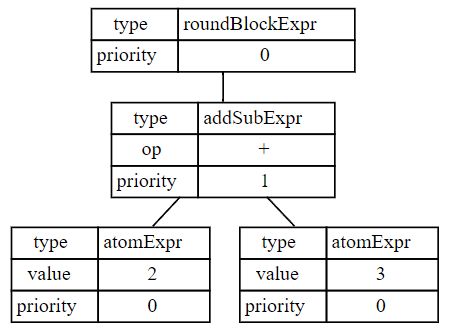 type roundBlockExpr
priority 0
type addSubExpr
op +
priority 1
type atomExpr
value 2
priority 0
type atomExpr
value 3
priority 0